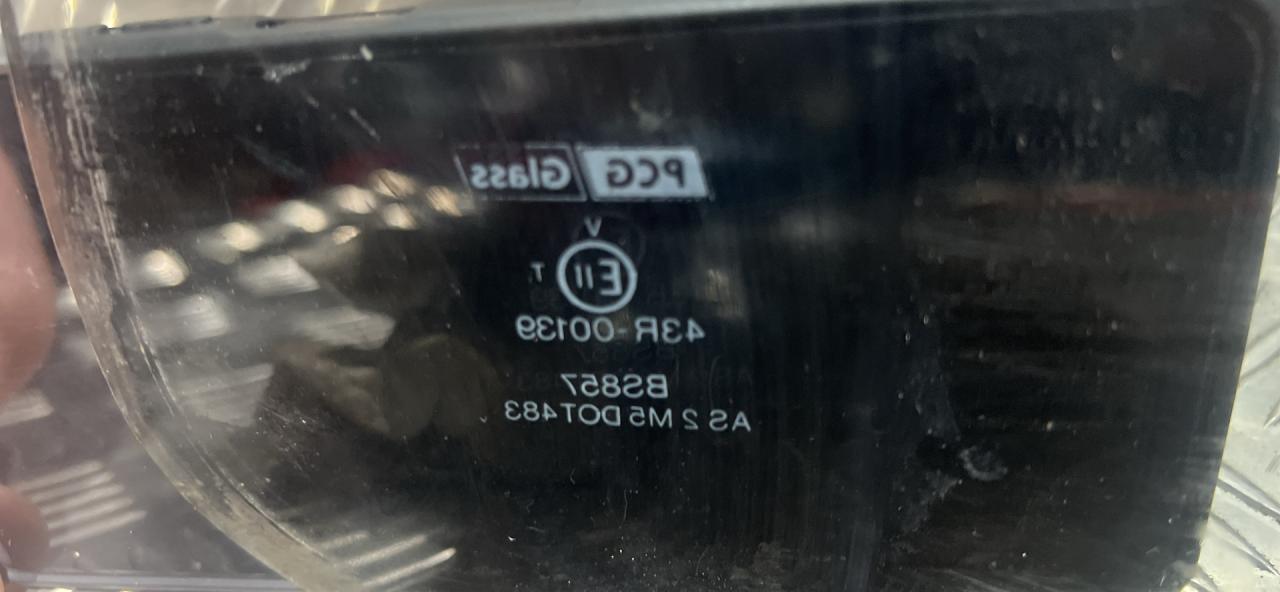 PCG Glass
V
E11 T
43R-00139
BS857
AS 2 M5 DOT483